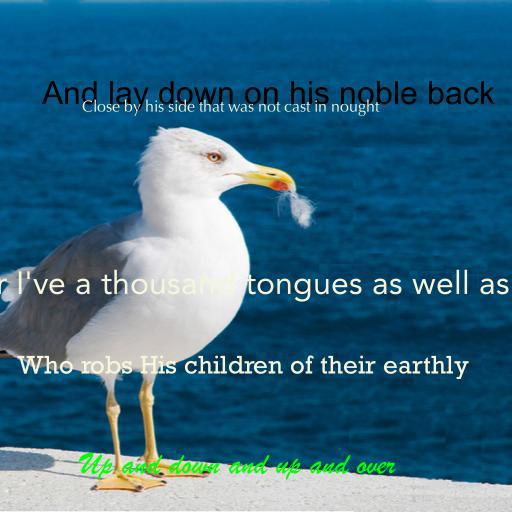 And lay down on his noble back
Close by his side that was not cast in nought
I've a thousand tongues as well as
Who robs His children of their earthly
Up and down and up and over